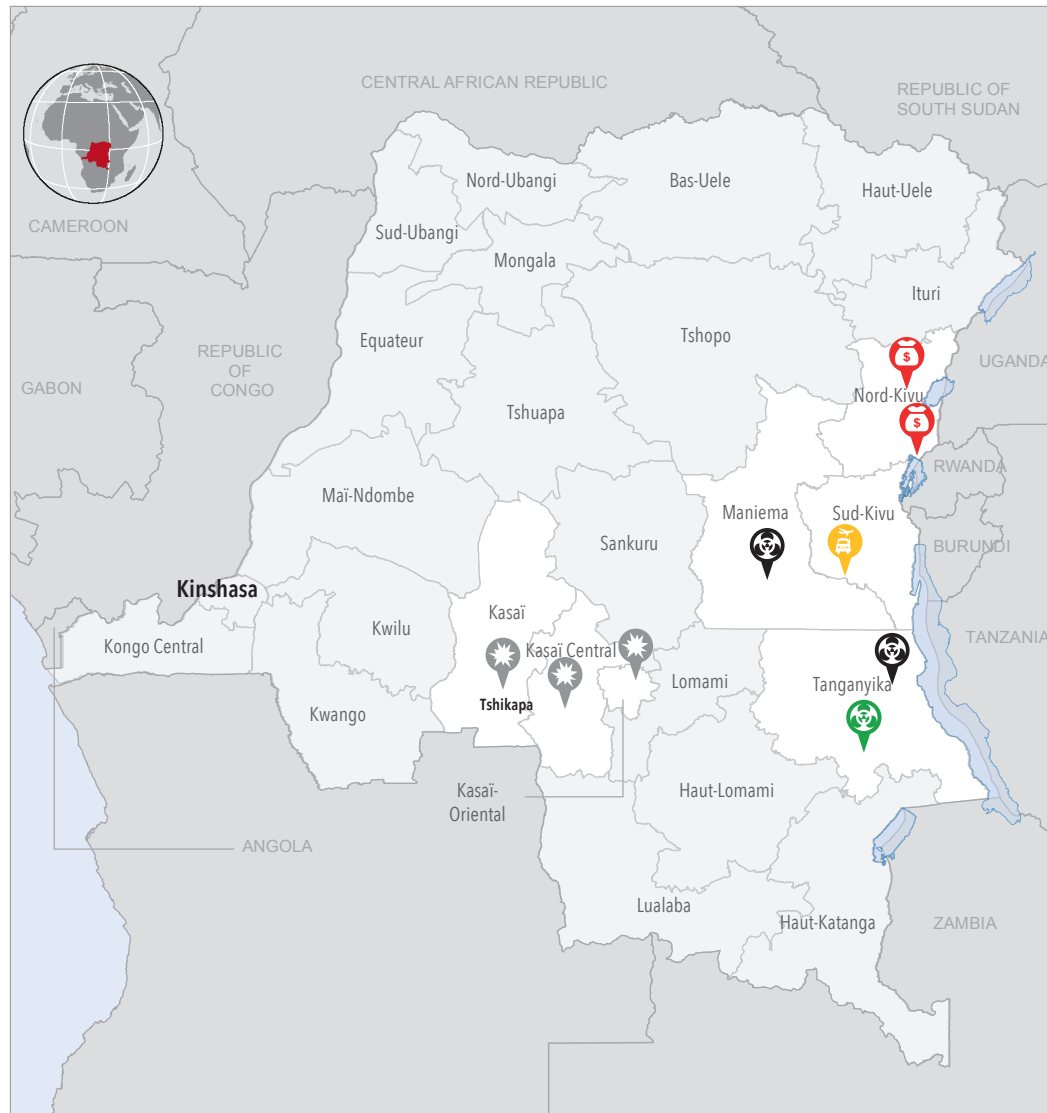 CENTRAL AFRICAN REPUBLIC
REPUBLIC OF
SOUTH SUDAN
CAMEROON
Nord-Ubangi
Bas-Uele
Haut-Uele
Sud-Ubangi
Mongala
Ituri
Equateur
Tshopo
REPUBLIC
OF
CONGO
UGANDA
GABON
$
Nord-Kivu
Tshuapa
$
RWANDA
Maï-Ndombe
Maniema
Sud-Kivu
Sankuru
BURUNDI
Kinshasa
Kasaï
Kwilu
Kongo Central
Kasaï Central
TANZANIA
Lomami
Tanganyika
Tshikapa
Kwango
Kasaï-
Oriental
Haut-Lomami
ANGOLA
Lualaba
Haut-Katanga
ZAMBIA